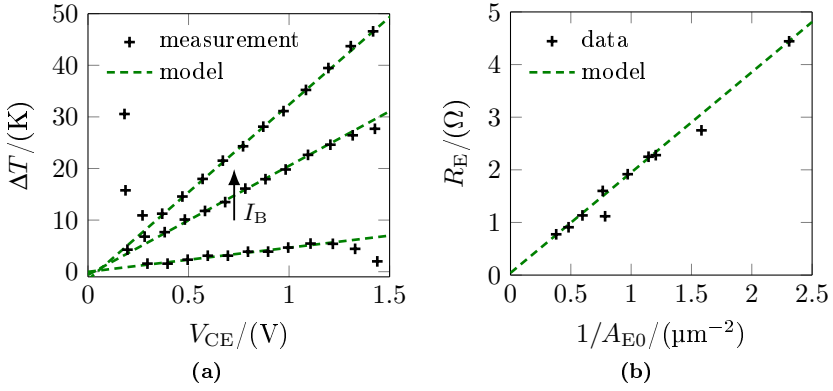 50
40
30
20
10
0
0
0.5
1
1.5
ΔT/(K)
measurement
model
I_B
V_CE/(V)
(a)
5
4
3
2
1
0
0
0.5
1
1.5
2
2.5
R_E/(Ω)
data
model
1/A_E0/(µm⁻²)
(b)